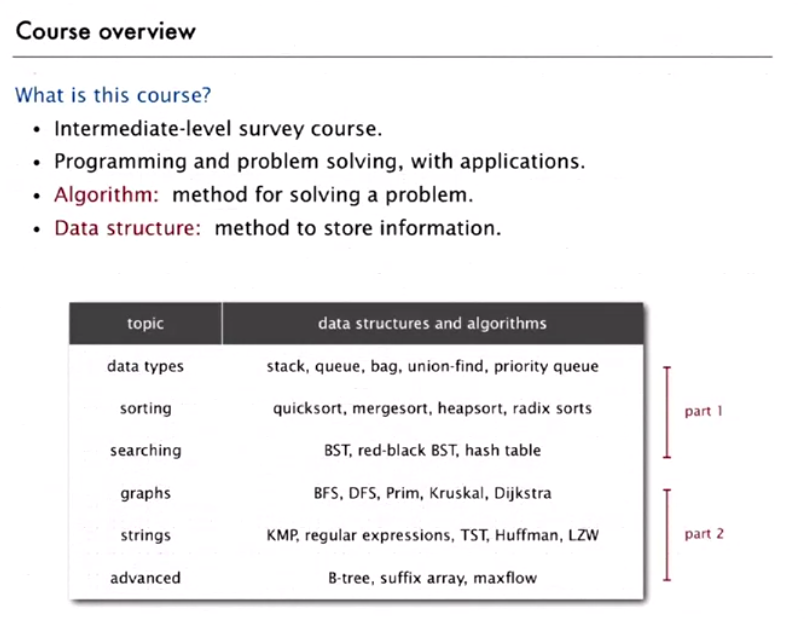 Course overview
What is this course?
• Intermediate-level survey course.
• Programming and problem solving, with applications.
• Algorithm: method for solving a problem.
• Data structure: method to store information.
topic data structures and algorithms
data types stack, queue, bag, union-find, priority queue
sorting quicksort, mergesort, heapsort, radix sorts
searching BST, red-black BST, hash table
part 1
graphs BFS, DFS, Prim, Kruskal, Dijkstra
strings KMP, regular expressions, TST, Huffman, LZW
advanced B-tree, suffix array, maxflow
part 2